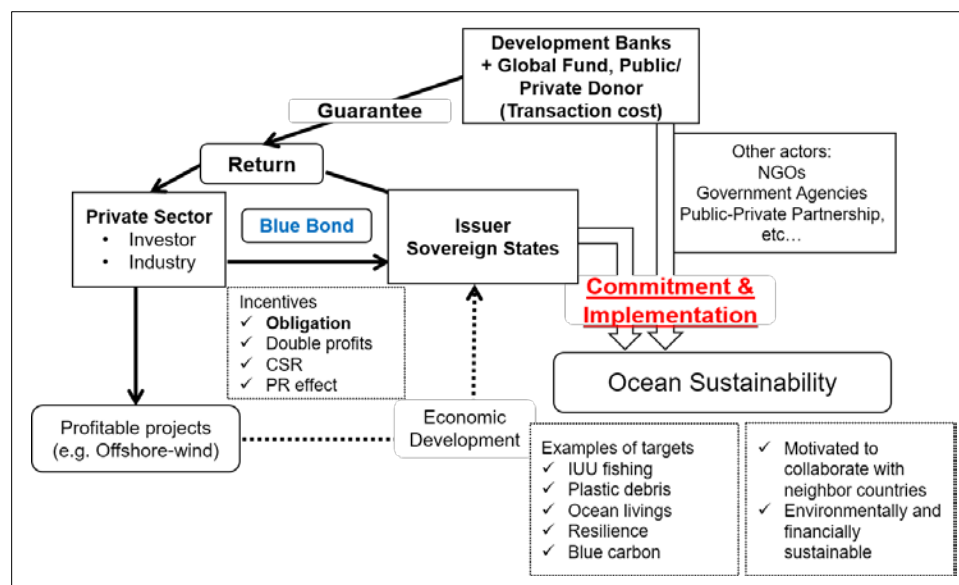 Development Banks
+ Global Fund, Public/
Private Donor
(Transaction cost)
Guarantee
Return
Other actors:
NGOs
Government Agencies
Public-Private Partnership,
etc…
Private Sector
• Investor
• Industry
Blue Bond
Issuer
Sovereign States
Commitment &
Implementation
Incentives
✓ Obligation
✓ Double profits
✓ CSR
✓ PR effect
Ocean Sustainability
Profitable projects
(e.g. Offshore-wind)
Economic
Development
Examples of targets
✓ IUU fishing
✓ Plastic debris
✓ Ocean livings
✓ Resilience
✓ Blue carbon
✓ Motivated to
collaborate with
neighbor countries
✓ Environmentally and
financially
sustainable